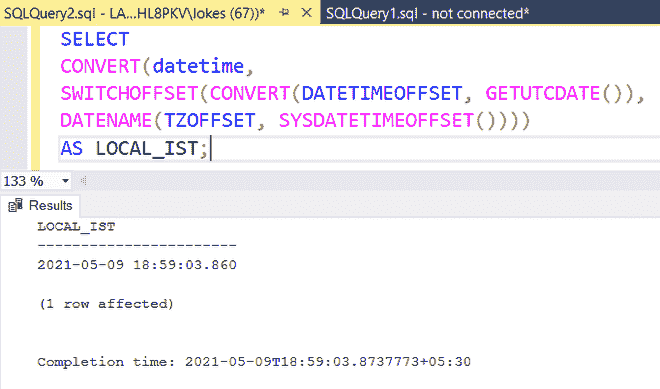 SQLQuery2.sql - LA...HL8PKV\lokes (67))*
SQLQuery1.sql - not connected*
SELECT
CONVERT(datetime,
SWITCHOFFSET(CONVERT(DATETIMEOFFSET, GETUTCDATE()),
DATENAME(TZOFFSET, SYSDATETIMEOFFSET())))
AS LOCAL_IST;
133 %
Results
LOCAL_IST
-----------------------
2021-05-09 18:59:03.860
(1 row affected)
Completion time: 2021-05-09T18:59:03.8737773+05:30